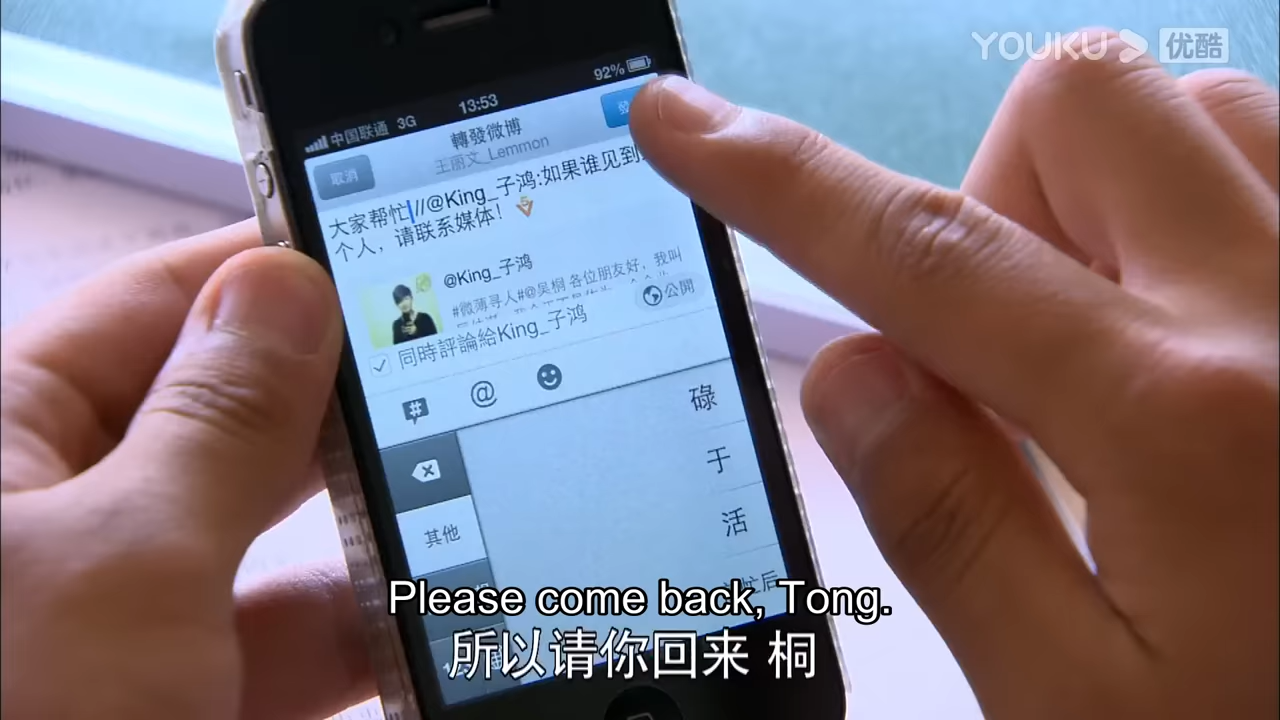 YOUKU 优酷
中国联通 3G 13:53 92%
取消 轉發微博 發
王丽文_Lemmon
大家帮忙//@King_子鸿:如果谁见到
个人，请联系媒体！
@King_子鸿
#微薄寻人#@吴桐 各位朋友好，我叫
公開
同時評論給King_子鸿
# @
碌
于
其他
活
忙后
Please come back, Tong.
所以请你回来 桐